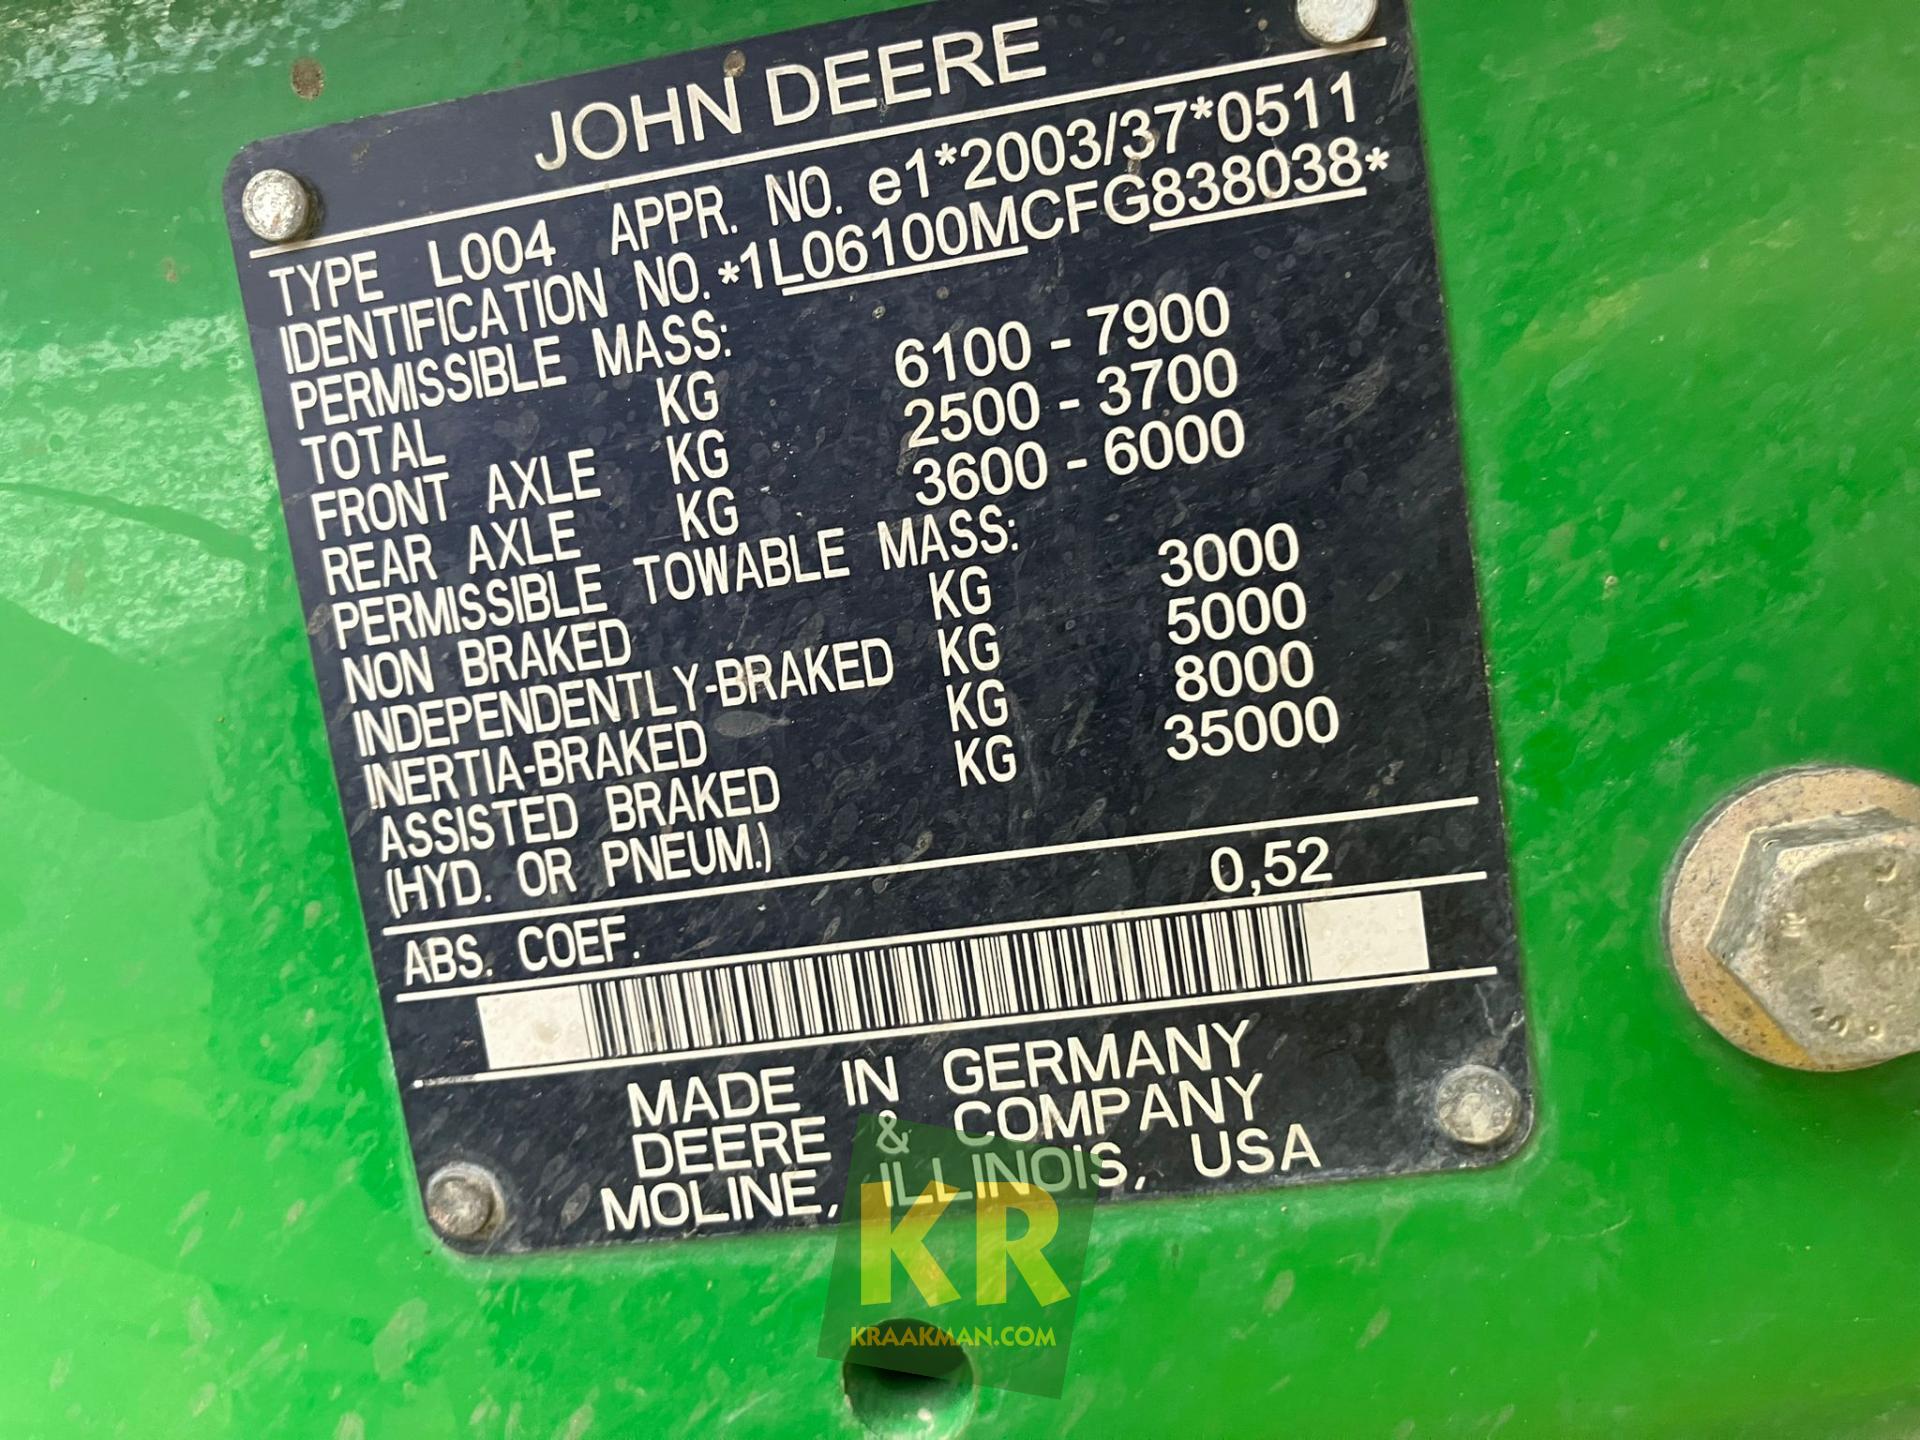 JOHN DEERE
TYPE L004 APPR. NO. e1*2003/37*0511
IDENTIFICATION NO. *1L06100MCFG838038*
PERMISSIBLE MASS:
TOTAL KG 6100 - 7900
FRONT AXLE KG 2500 - 3700
REAR AXLE KG 3600 - 6000
PERMISSIBLE TOWABLE MASS:
NON BRAKED KG 3000
INDEPENDENTLY-BRAKED KG 5000
INERTIA-BRAKED KG 8000
ASSISTED BRAKED KG 35000
(HYD. OR PNEUM.)
ABS. COEF. 0,52
MADE IN GERMANY
DEERE & COMPANY
MOLINE, ILLINOIS, USA
KR
KRAAKMAN.COM